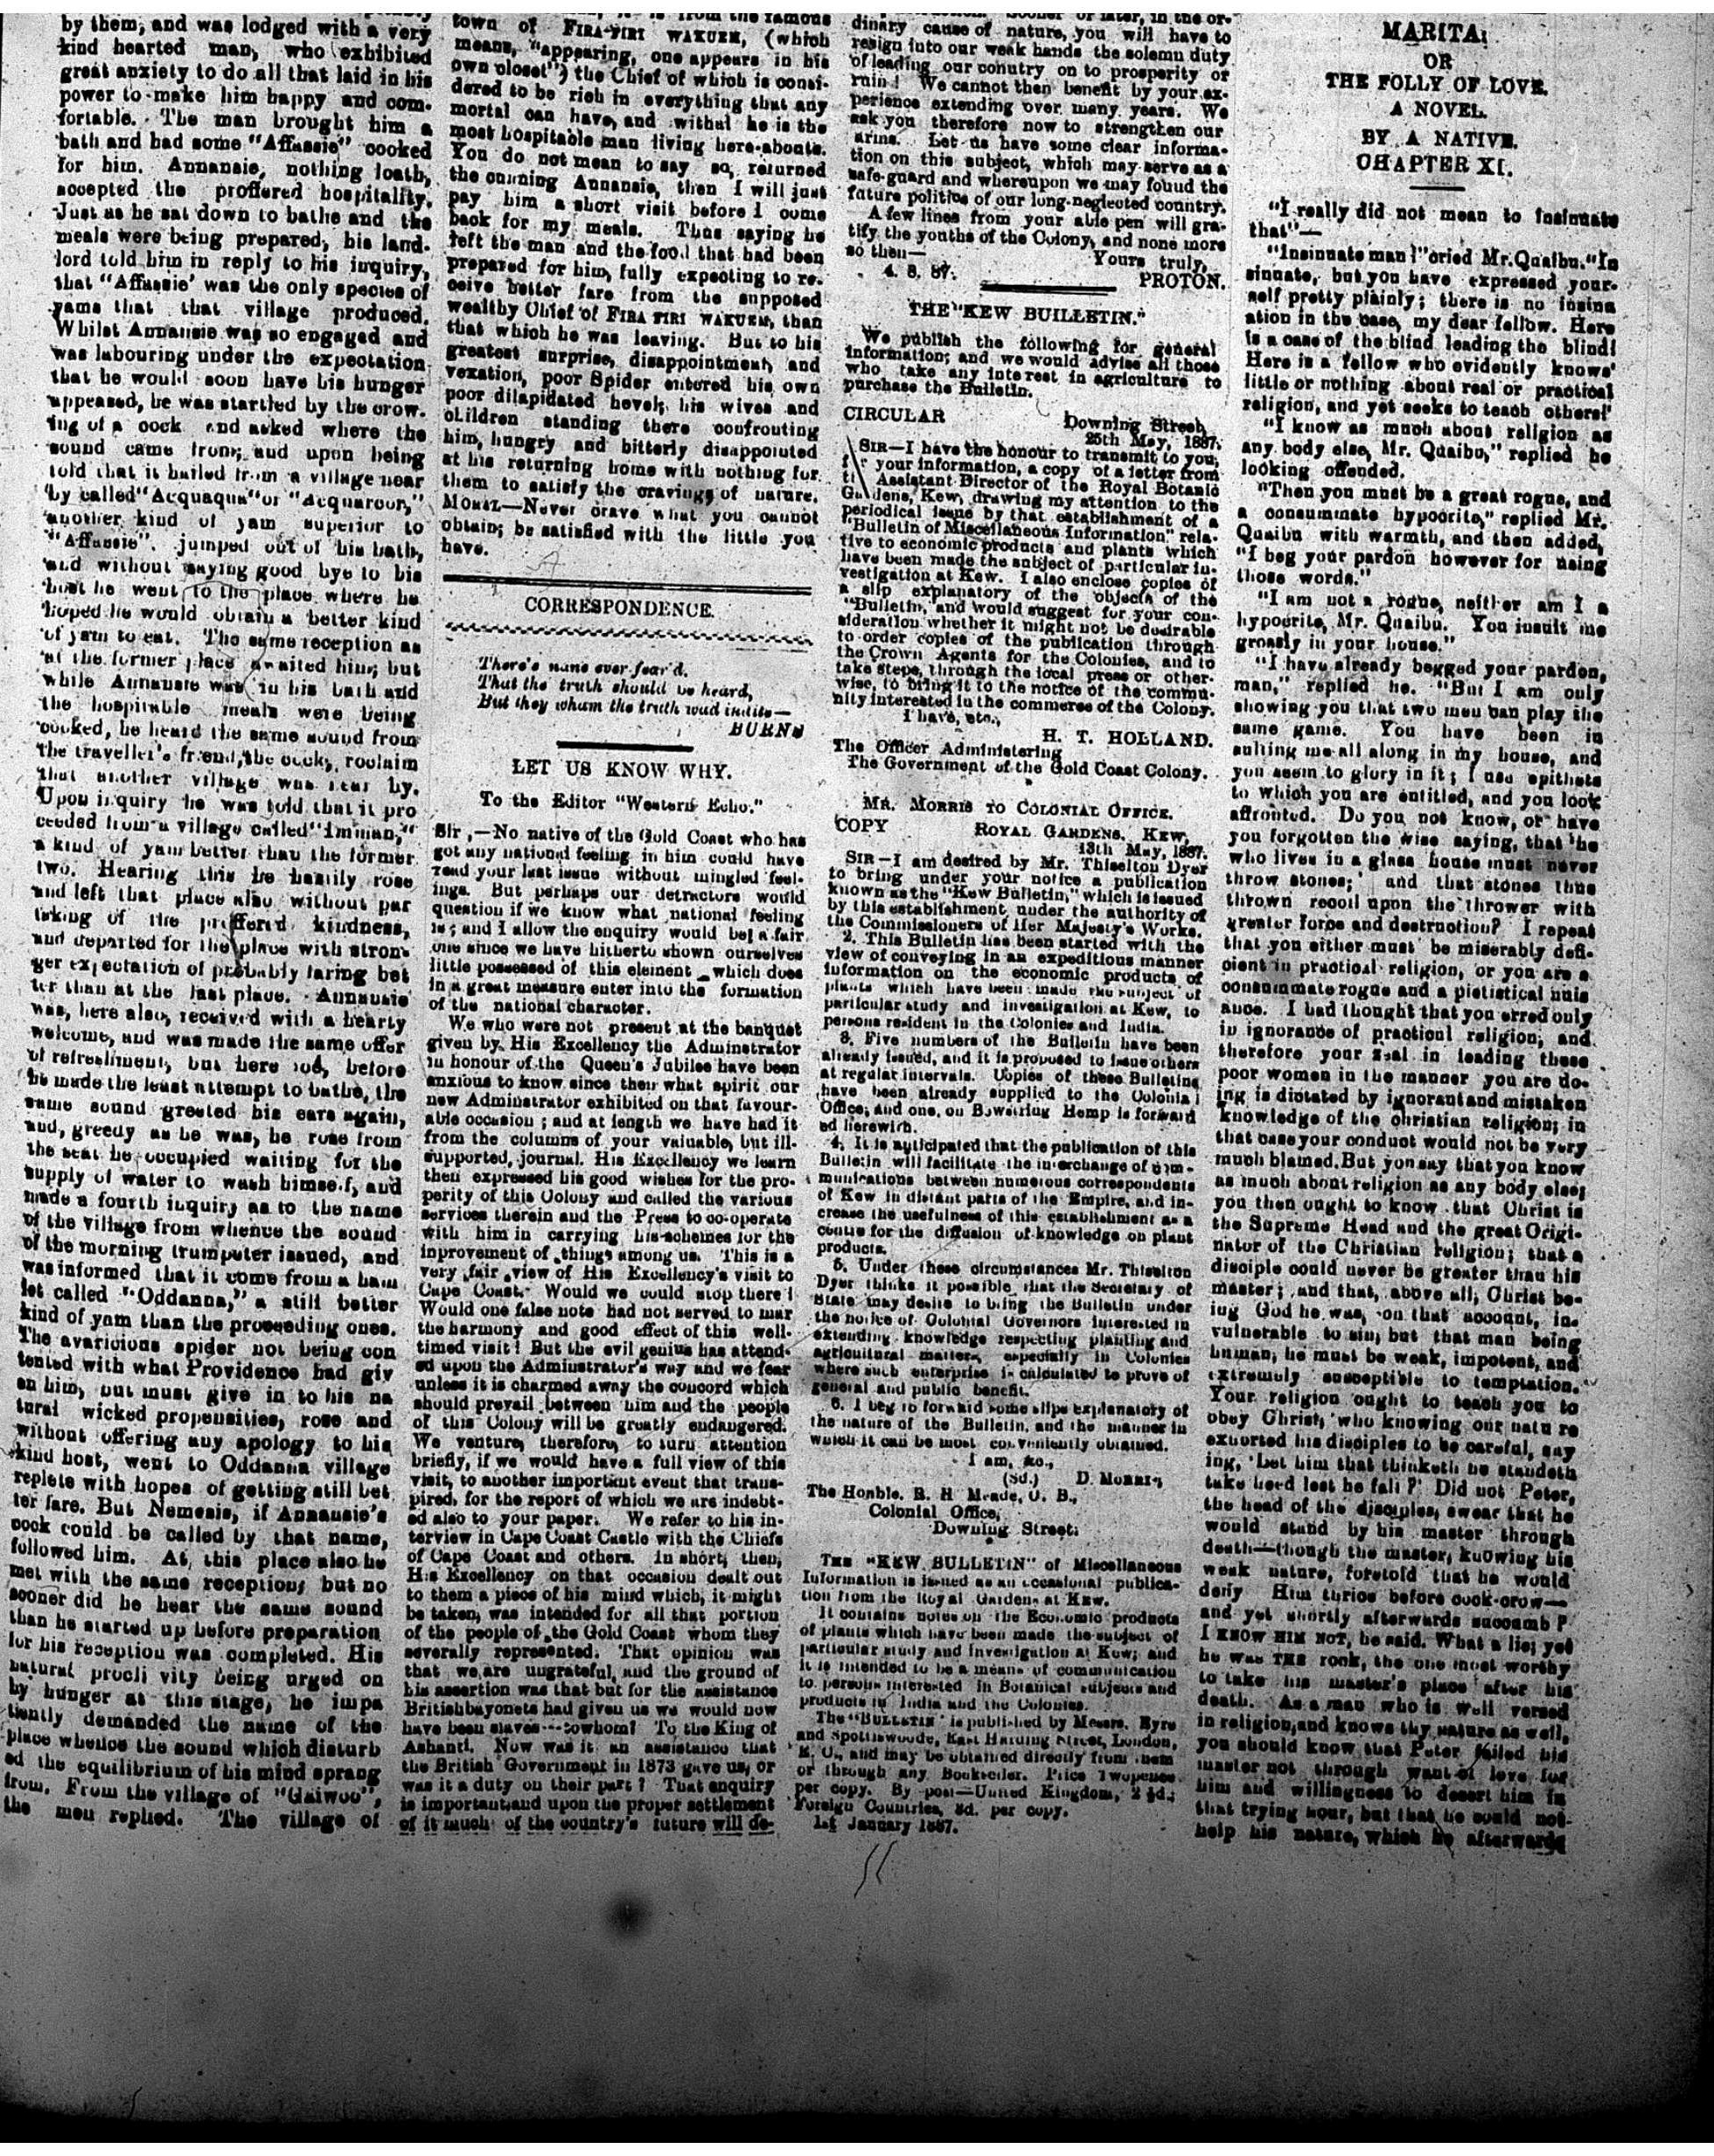 by them, and was lodged with a very
kind hearted man, who exhibited
great anxiety to do all that laid in his
power to make him happy and com-
fortable. The man brought him a
bath and had some "Affassie" cooked
for him. Annansie, nothing loath,
accepted the proffered hospitality.
Just as he sat down to bathe and the
meals were being prepared, his land-
lord told him in reply to his inquiry,
that "Affassie' was the only species of
yams that that village produced.
Whilst Annansie was so engaged and
was labouring under the expectation
that he would soon have his hunger
appeased, he was startled by the crow-
ing of a cock and asked where the
sound came from; and upon being
told that it hailed from a village near
by called "Acquaqua" or "Acquaroor,"
another kind of yam superior to
"Affassie". jumped out of his bath,
and without saying good bye to his
host he went to the place where he
hoped he would obtain a better kind
of yam to eat. The same reception as
at the former place awaited him; but
while Annansie was in his bath and
the hospitable meals were being
cooked, he heard the same sound from
the traveller's friend, the cock, roclaim
that another village was near by.
Upon inquiry he was told that it pro
ceeded from a village called "Imman,"
a kind of yam better than the former
two. Hearing this he hastily rose
and left that place also without par
taking of the proffered kindness,
and departed for the place with stron-
ger expectation of probably faring bet
ter than at the last place. Annansie
was, here also, received with a hearty
welcome, and was made the same offer
of refreshment, but here too, before
he made the least attempt to bathe, the
same sound greeted his ears again,
and, greedy as he was, he rose from
the seat he occupied waiting for the
supply of water to wash himself, and
made a fourth inquiry as to the name
of the village from whence the sound
of the morning trumpeter issued, and
was informed that it come from a ham
let called "Oddanna," a still better
kind of yam than the proceeding ones.
The avaricious spider not being con
tented with what Providence had giv
en him, but must give in to his na
tural wicked propensities, rose and
without offering any apology to his
kind host, went to Oddanna village
replete with hopes of getting still bet
ter fare. But Nemesis, if Annansie's
cock could be called by that name,
followed him. At, this place also he
met with the same reception; but no
sooner did he hear the same sound
than he started up before preparation
for his reception was completed. His
natural procli vity being urged on
by hunger at this stage, he impa
tiently demanded the name of the
place whence the sound which disturb
ed the equilibrium of his mind sprang
from. From the village of "Gaiwoo",
the men replied. The village of
town of FIRA-TIRI WAKUEM, (which
means, "appearing, one appears in his
own closet") the Chief of which is consi-
dered to be rich in everything that any
mortal can have, and withal he is the
most hospitable man living here-abouts.
You do not mean to say so, returned
the cunning Annansie, then I will just
pay him a short visit before I come
back for my meals. Thus saying he
left the man and the food that had been
prepared for him, fully expecting to re-
ceive better fare from the supposed
wealthy Chief of FIRA TIRI WAKUEM, than
that which he was leaving. But to his
greatest surprise, disappointment, and
vexation, poor Spider entered his own
poor dilapidated hovel, his wives and
children standing there confronting
him, hungry and bitterly disappointed
at his returning home with nothing for
them to satisfy the cravings of nature.
MORAL—Never crave what you cannot
obtain; be satisfied with the little you
have.
CORRESPONDENCE.
There's nane ever fear'd.
That the truth should be heard,
But they wham the truth wad indite—
BURNS
LET US KNOW WHY.
To the Editor "Western Echo."
Sir,—No native of the Gold Coast who has
got any national feeling in him could have
read your last issue without mingled feel-
ings. But perhaps our detractors would
question if we know what national feeling
is; and I allow the enquiry would be a fair
one since we have hitherto shown ourselves
little possessed of this element which does
in a great measure enter into the formation
of the national character.
We who were not present at the banquet
given by His Excellency the Adminstrator
in honour of the Queen's Jubilee have been
anxious to know since then what spirit our
new Adminstrator exhibited on that favour-
able occasion; and at length we have had it
from the columns of your valuable, but ill-
supported, journal. His Excellency we learn
then expressed his good wishes for the pro-
perity of this Colony and called the various
services therein and the Press to co-operate
with him in carrying his schemes for the
inprovement of things among us. This is a
very fair view of His Excellency's visit to
Cape Coast. Would we could stop there!
Would one false note had not served to mar
the harmony and good effect of this well-
timed visit! But the evil genius has attend-
ed upon the Adminstrator's way and we fear
unless it is charmed away the concord which
should prevail between him and the people
of this Colony will be greatly endangered.
We venture, therefore, to turn attention
briefly, if we would have a full view of this
visit, to another important event that trans-
pired, for the report of which we are indebt-
ed also to your paper. We refer to his in-
terview in Cape Coast Castle with the Chiefs
of Cape Coast and others. In short, then,
His Excellency on that occasion dealt out
to them a piece of his mind which, it might
be taken, was intended for all that portion
of the people of the Gold Coast whom they
severally represented. That opinion was
that we are ungrateful, and the ground of
his assertion was that but for the assistance
British bayonets had given us we would now
have been slaves—to whom? To the King of
Ashanti. Now was it an assistance that
the British Government in 1873 gave us, or
was it a duty on their part? That enquiry
is important and upon the proper settlement
of it much of the country's future will de-
dinary cause of nature, you will have to
resign into our weak hands the solemn duty
of leading our conutry on to prosperity or
ruin! We cannot then benefit by your ex-
perience extending over many years. We
ask you therefore now to strengthen our
arms. Let us have some clear informa-
tion on this subject, which may serve as a
safe-guard and whereupon we may found the
future politics of our long-neglected country.
A few lines from your able pen will gra-
tify the youths of the Colony, and none more
so then—
Yours truly,
4. 8. 87.
PROTON.
THE "KEW BUILLETIN."
We publish the following for general
information; and we would advise all those
who take any interest in agriculture to
purchase the Bulletin.
CIRCULAR
Downing Street,
25th May, 1887.
SIR—I have the honour to transmit to you,
for your information, a copy of a letter from
Assistant Director of the Royal Botanic
Gardens, Kew, drawing my attention to the
periodical issue by that establishment of a
"Bulletin of Miscellaneous Information" rela-
tive to economic products and plants which
have been made the subject of particular in-
vestigation at Kew. I also enclose copies of
a slip explanatory of the objects of the
"Bulletin, and would suggest for your con-
sideration whether it might not be desirable
to order copies of the publication through
the Crown Agents for the Colonies, and to
take steps, through the local press or other-
wise, to bring it to the notice of the commu-
nity interested in the commerce of the Colony.
I have, etc.,
H. T. HOLLAND.
The Officer Administering
The Government of the Gold Coast Colony.
MR. MORRIS TO COLONIAL OFFICE.
COPY
ROYAL GARDENS, KEW,
13th May, 1887.
SIR—I am desired by Mr. Thiselton Dyer
to bring under your notice a publication
known as the "Kew Bulletin," which is issued
by this establishment under the authority of
the Commissioners of Her Majesty's Works.
2. This Bulletin has been started with the
view of conveying in an expeditious manner
information on the economic products of
plants which have been made the subject of
particular study and investigation at Kew, to
persons resident in the Colonies and India.
3. Five numbers of the Bulletin have been
already issued, and it is proposed to issue others
at regular intervals. Copies of these Bulletins
have been already supplied to the Colonial
Office, and one, on Bowstring Hemp is forward
ed herewith.
4. It is anticipated that the publication of this
Bulletin will facilitate the interchange of com-
munications between numerous correspondents
of Kew in distant parts of the Empire, and in-
crease the usefulness of this establishment as a
centre for the diffusion of knowledge on plant
products.
5. Under these circumstances Mr. Thiselton
Dyer thinks it possible that the Secretary of
State may desire to bring the Bulletin under
the notice of Colonial Governors interested in
extending knowledge respecting planting and
agricultural matters, especially in Colonies
where such enterprise is calculated to prove of
general and public benefit.
6. I beg to forward some slips explanatory of
the nature of the Bulletin, and the manner in
which it can be most conveniently obtained.
I am, &c.,
(Sd.) D. MORRIS,
The Honble. R. H Meade, C. B.,
Colonial Office,
Downing Street.
THE "KEW BULLETIN" of Miscellaneous
Information is issued as an occasional publica-
tion from the Royal Gardens at Kew.
It contains notes on the Economic products
of plants which have been made the subject of
particular study and investigation at Kew; and
it is intended to be a means of communication
to persons interested in Botanical subjects and
products in India and the Colonies.
The "BULLETIN" is published by Messrs. Eyre
and Spottiswoode, East Harding Street, London,
E. C., and may be obtained directly from them
or through any Bookseller. Price Twopence
per copy. By post—United Kingdom, 2½d.;
Foreign Countries, 3d. per copy.
1st January 1887.
MARITA:
OR
THE FOLLY OF LOVE.
A NOVEL.
BY A NATIVE.
CHAPTER XI.
"I really did not mean to insinuate
that"—
"Insinuate man!" cried Mr. Quaibu. "In
sinuate, but you have expressed your-
self pretty plainly; there is no insinu
ation in the case, my dear fellow. Here
is a case of the blind leading the blind!
Here is a fellow who evidently knows'
little or nothing about real or practical
religion, and yet seeks to teach others!'
"I know as much about religion as
any body else, Mr. Quaibu," replied he
looking offended.
"Then you must be a great rogue, and
a consummate hypocrite," replied Mr.
Quaibu with warmth, and then added,
"I beg your pardon however for using
those words."
"I am not a rogue, neither am I a
hypocrite, Mr. Quaibu. You insult me
grossly in your house."
"I have already begged your pardon,
man," replied he. "But I am only
showing you that two men can play the
same game. You have been in
sulting me all along in my house, and
you seem to glory in it; I use epithets
to which you are entitled, and you look
affronted. Do you not know, or have
you forgotten the wise saying, that 'he
who lives in a glass house must never
throw stones;' and that stones thus
thrown recoil upon the thrower with
greater force and destruction? I repeat
that you either must be miserably defi-
cient in practical religion, or you are a
consummate rogue and a pietistical nuis
ance. I had thought that you erred only
in ignorance of practical religion; and
therefore your zeal in leading these
poor women in the manner you are do-
ing is dictated by ignorant and mistaken
knowledge of the christian religion; in
that case your conduct would not be very
much blamed. But you say that you know
as much about religion as any body else;
you then ought to know that Christ is
the Supreme Head and the great Origi-
nator of the Christian religion; that a
disciple could never be greater than his
master; and that, above all, Christ be-
ing God he was, on that account, in-
vulnerable to sin; but that man being
human; he must be weak, impotent, and
extremely susceptible to temptation.
Your religion ought to teach you to
obey Christ, who knowing our natu re
exhorted his disciples to be careful, say
ing, 'Let him that thinketh he standeth
take heed lest he fall?' Did not Peter,
the head of the disciples, swear that he
would stand by his master through
death—though the master, knowing his
weak nature, foretold that he would
deny Him thrice before cock-crow—
and yet shortly afterwards succumb?
I KNOW HIM NOT, he said. What a lie; yet
he was THE rock, the one most worthy
to take his master's place after his
death. As a man who is well versed
in religion, and knows thy nature as well,
you should know that Peter failed his
master not through want of love for
him and willingness to desert him in
that trying hour, but that he could not
help his nature, which he afterwards